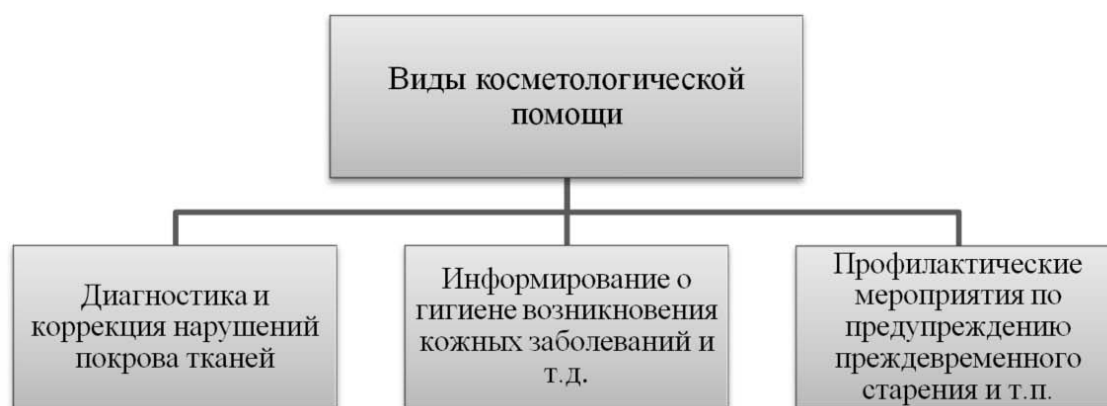 Виды косметологической
помощи
Диагностика и
коррекция нарушений
покрова тканей
Информирование о
гигиене возникновения
кожных заболеваний и
т.д.
Профилактические
мероприятия по
предупреждению
преждевременного
старения и т.п.